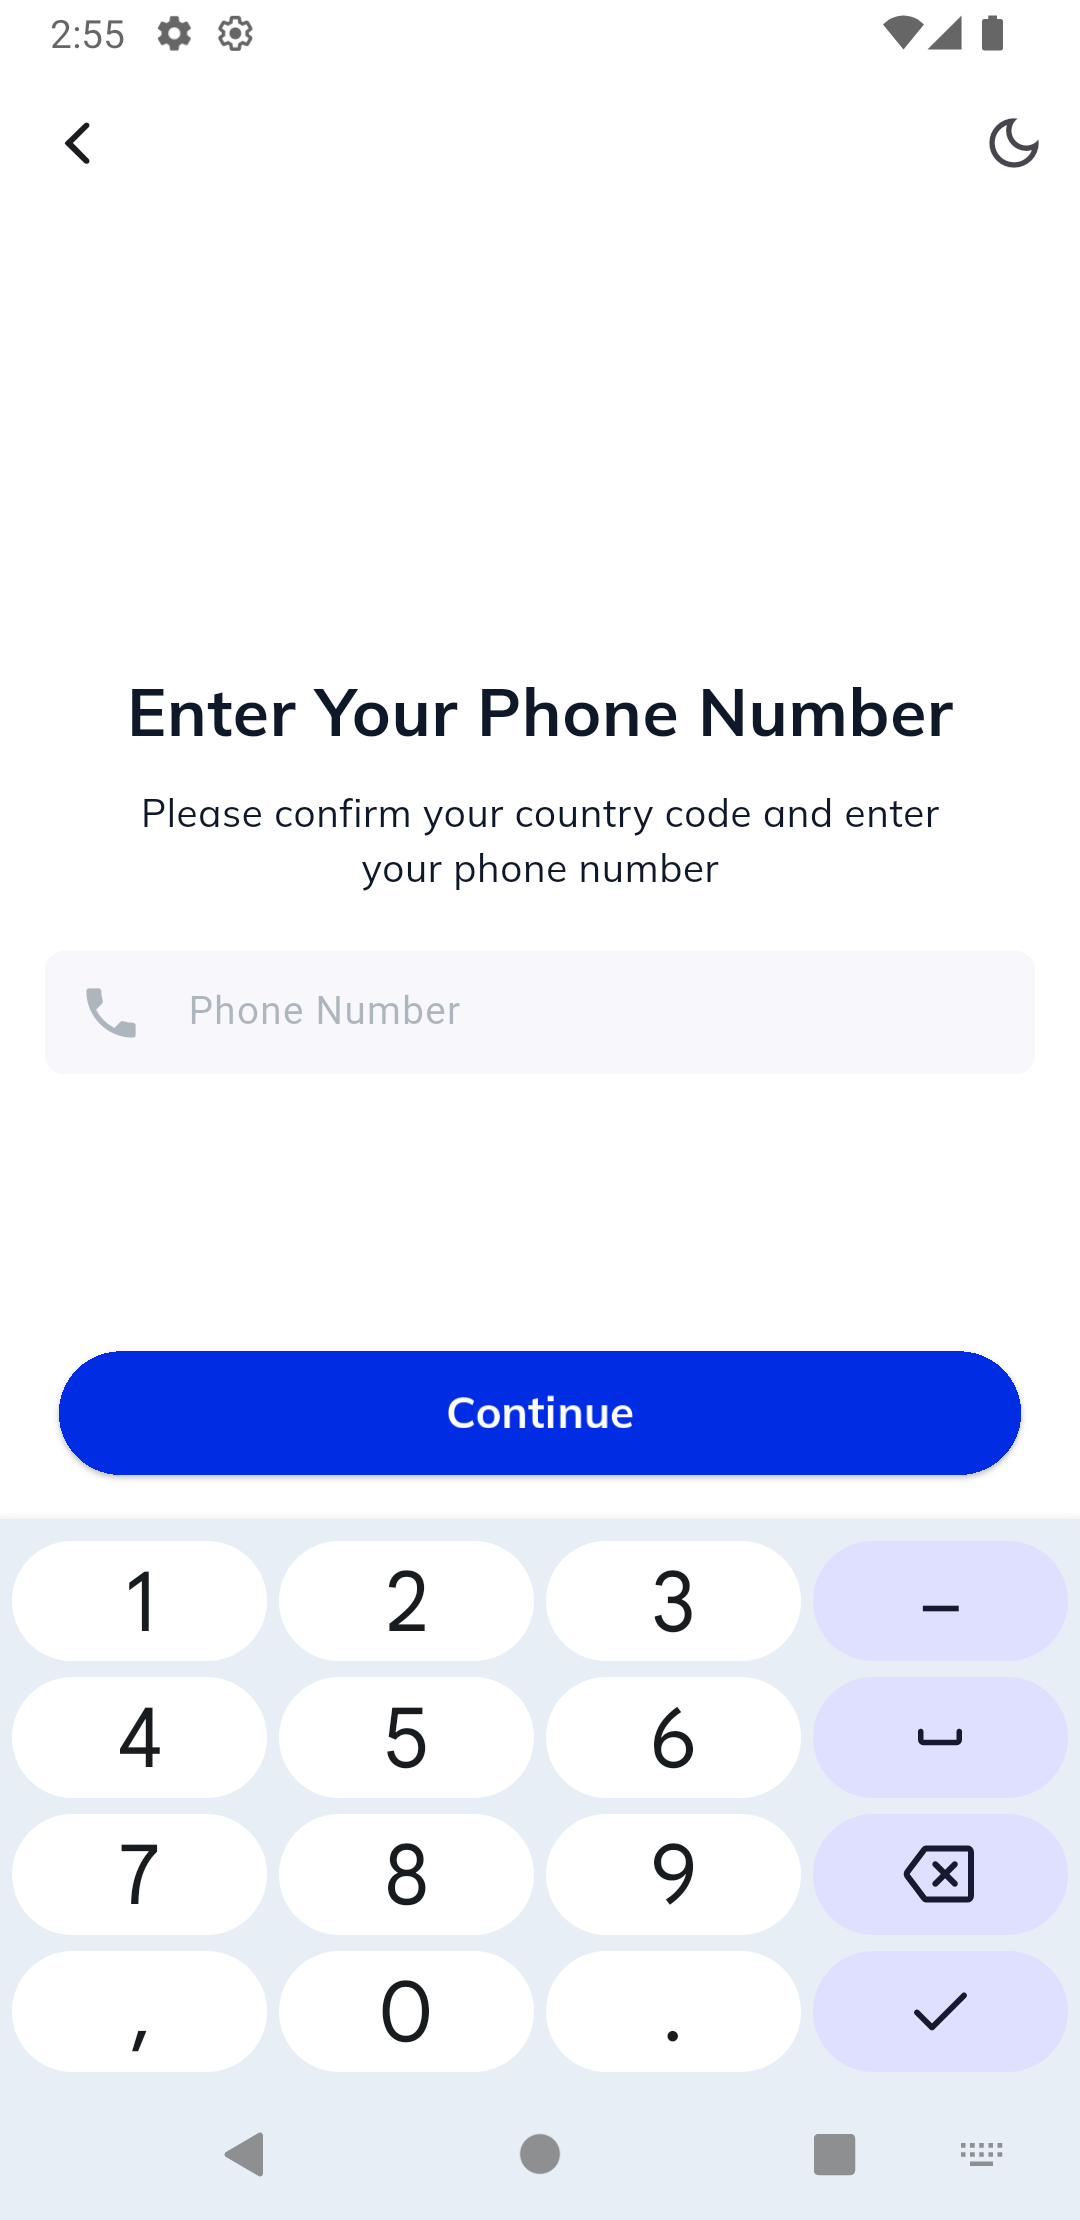 2:55
Enter Your Phone Number
Please confirm your country code and enter
your phone number
Phone Number
Continue
1 2 3 –
4 5 6
7 8 9
, 0 .